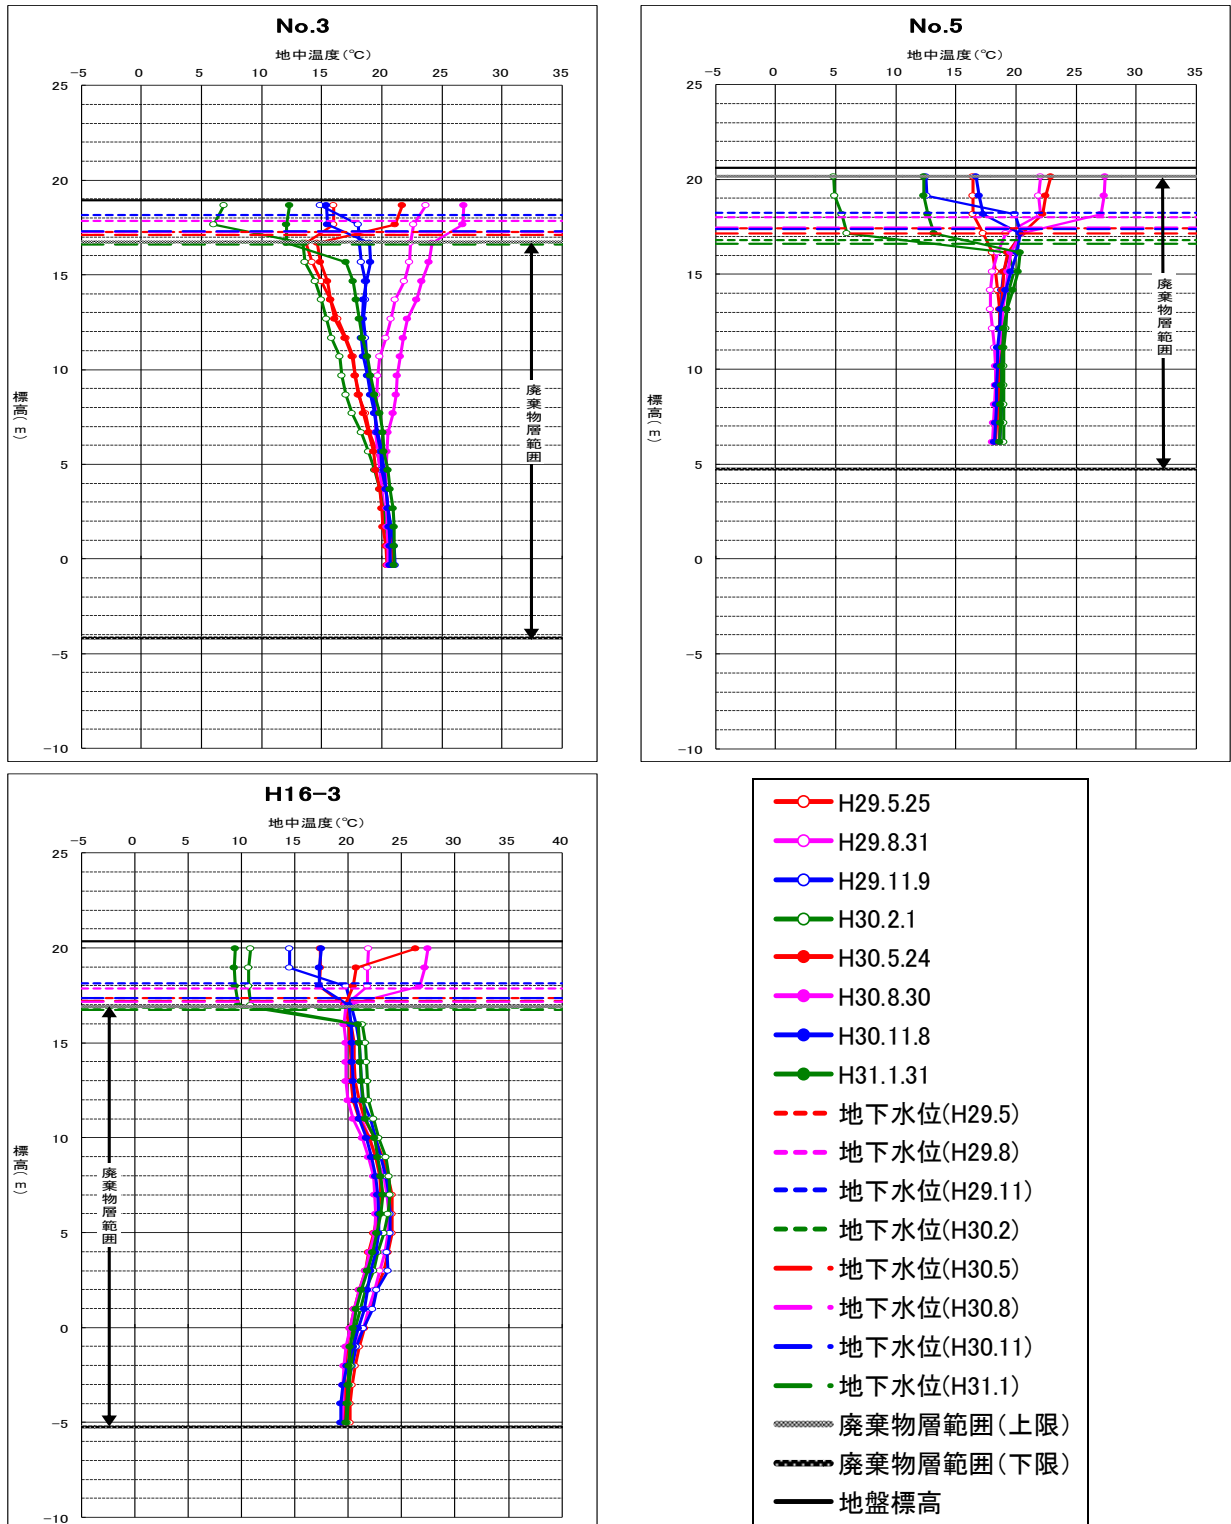 No.3
地中温度(℃)
-5 0 5 10 15 20 25 30 35
25
20
15
10
5
0
-5
-10
標高(m)
廃棄物層範囲
No.5
地中温度(℃)
-5 0 5 10 15 20 25 30 35
25
20
15
10
5
0
-5
-10
標高(m)
廃棄物層範囲
H16-3
地中温度(℃)
-5 0 5 10 15 20 25 30 35 40
25
20
15
10
5
0
-5
-10
標高(m)
廃棄物層範囲
H29.5.25
H29.8.31
H29.11.9
H30.2.1
H30.5.24
H30.8.30
H30.11.8
H31.1.31
地下水位(H29.5)
地下水位(H29.8)
地下水位(H29.11)
地下水位(H30.2)
地下水位(H30.5)
地下水位(H30.8)
地下水位(H30.11)
地下水位(H31.1)
廃棄物層範囲(上限)
廃棄物層範囲(下限)
地盤標高